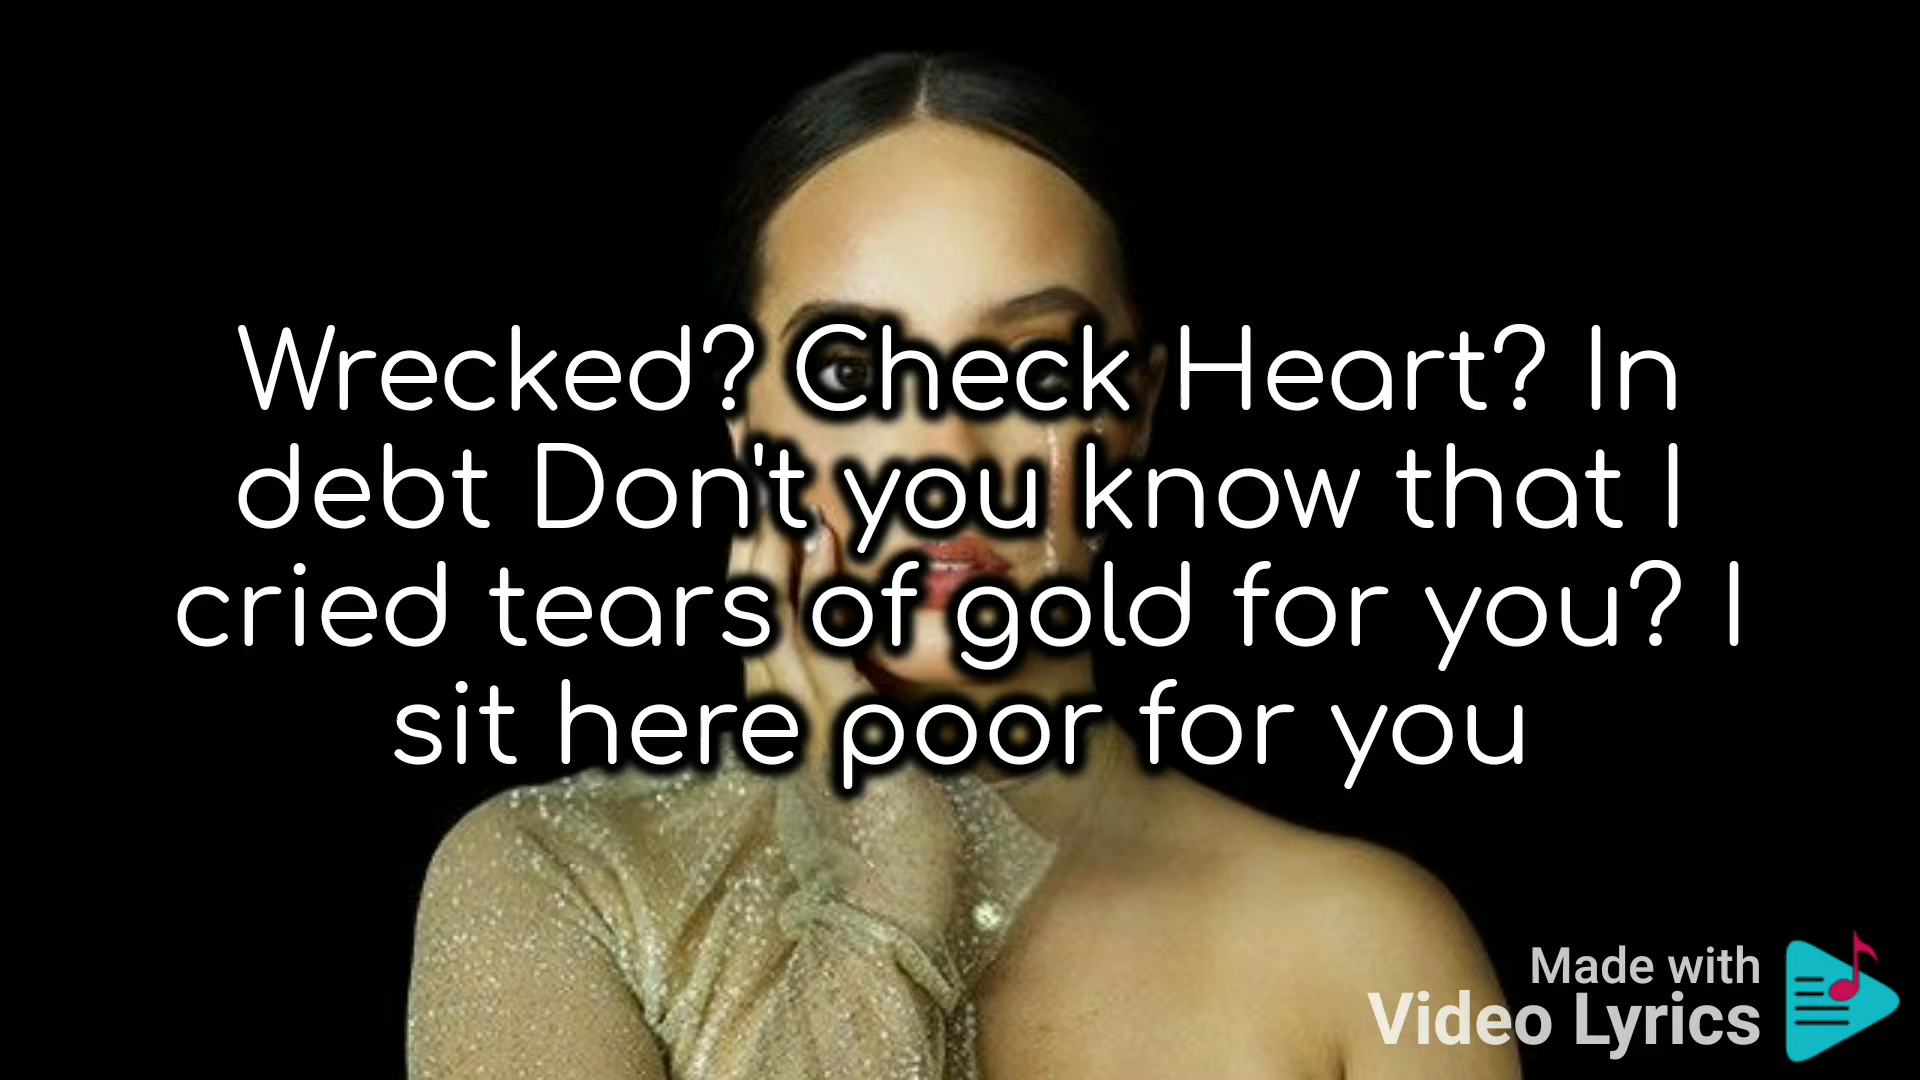 Wrecked? Check Heart? In
debt Don't you know that I
cried tears of gold for you? I
sit here poor for you
Made with
Video Lyrics